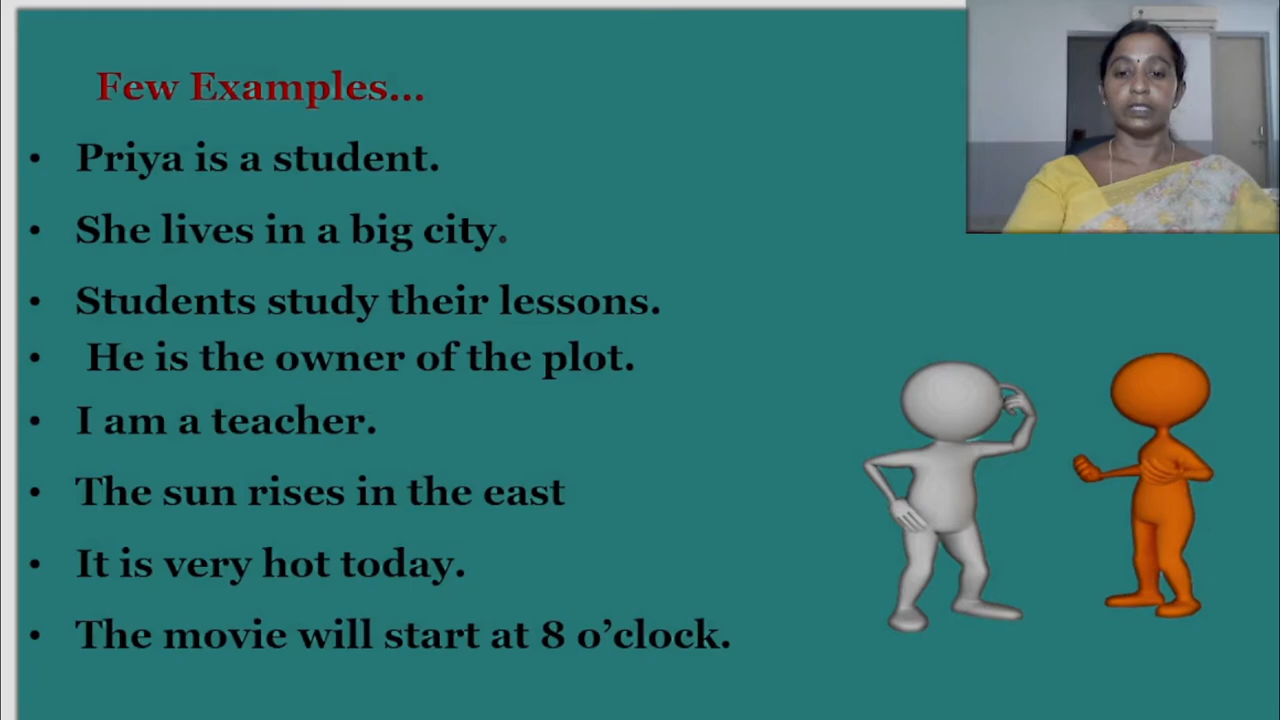 Few Examples...
• Priya is a student.
• She lives in a big city.
• Students study their lessons.
• He is the owner of the plot.
• I am a teacher.
• The sun rises in the east
• It is very hot today.
• The movie will start at 8 o’clock.